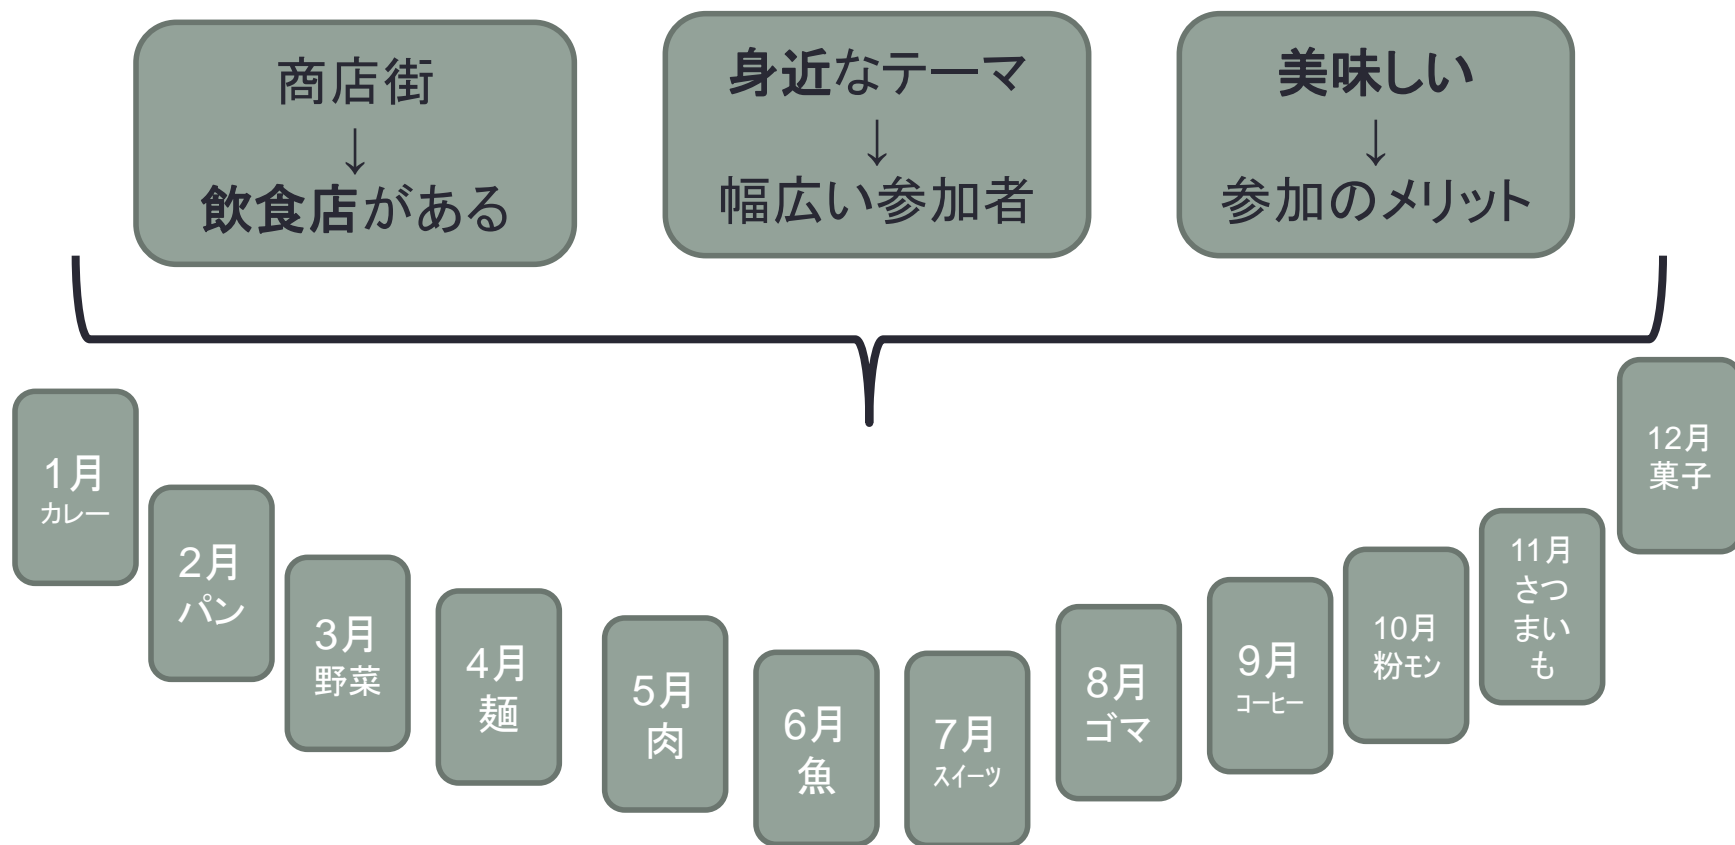 商店街
↓
飲食店がある
身近なテーマ
↓
幅広い参加者
美味しい
↓
参加のメリット
1月
カレー
2月
パン
3月
野菜
4月
麺
5月
肉
6月
魚
7月
スイーツ
8月
ゴマ
9月
コーヒー
10月
粉モン
11月
さつ
まい
も
12月
菓子